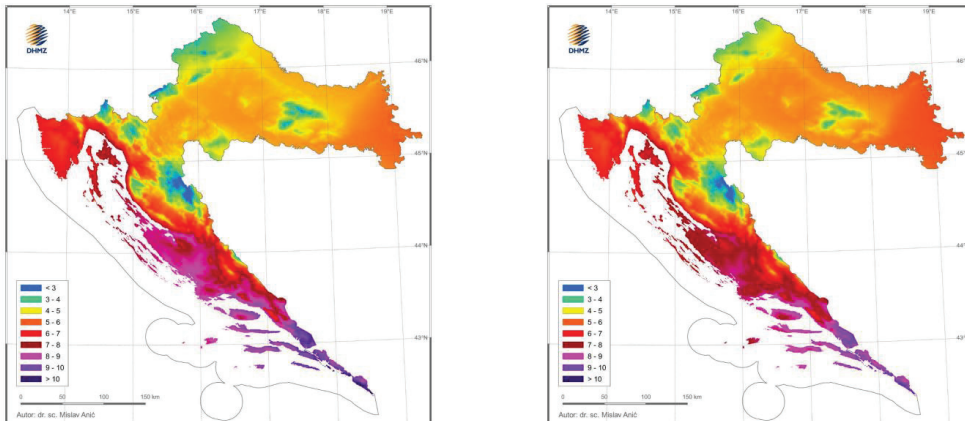 14°E 15°E 16°E 17°E 18°E 19°E
DHMZ
46°N
45°N
44°N
43°N
< 3
3 - 4
4 - 5
5 - 6
6 - 7
7 - 8
8 - 9
9 - 10
> 10
0 50 100 150 km
Autor: dr. sc. Mislav Anić
14°E 15°E 16°E 17°E 18°E 19°E
DHMZ
46°
45°
44°
43°
< 3
3 - 4
4 - 5
5 - 6
6 - 7
7 - 8
8 - 9
9 - 10
> 10
0 50 100 150 km
Autor: dr. sc. Mislav Anić